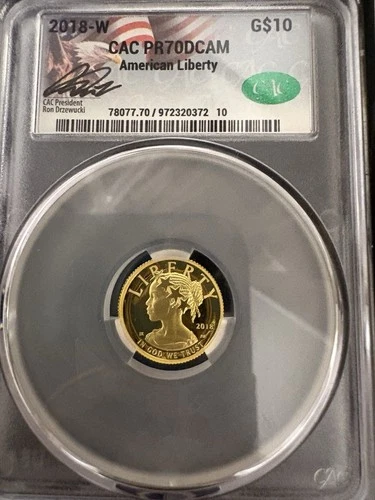 2018-W G$10
CAC PR70DCAM
American Liberty
CAC
CAC President
Ron Drzewucki
78077.70 / 972320372 10
LIBERTY
2018
IN GOD WE TRUST
CAC